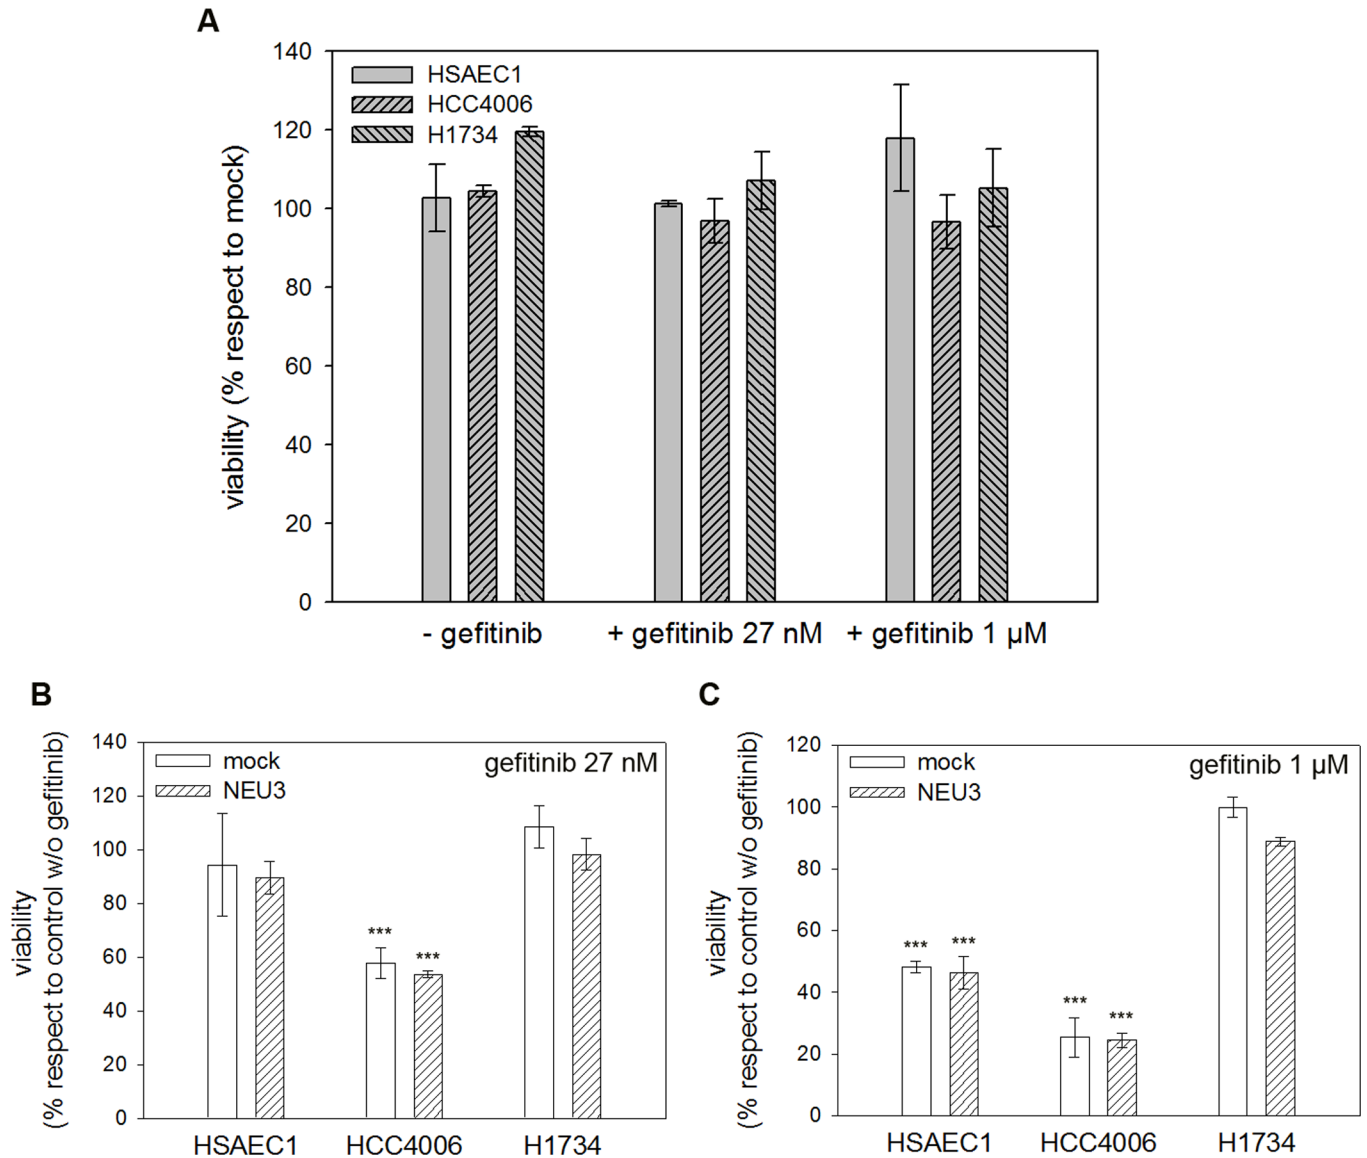 A
140
120
100
80
60
40
20
0
viability (% respect to mock)
HSAEC1
HCC4006
H1734
- gefitinib
+ gefitinib 27 nM
+ gefitinib 1 µM
B
140
120
100
80
60
40
20
0
viability
(% respect to control w/o gefitinib)
mock
NEU3
gefitinib 27 nM
***
***
HSAEC1
HCC4006
H1734
C
120
100
80
60
40
20
0
viability
(% respect to control w/o gefitinib)
mock
NEU3
gefitinib 1 µM
***
***
***
***
HSAEC1
HCC4006
H1734